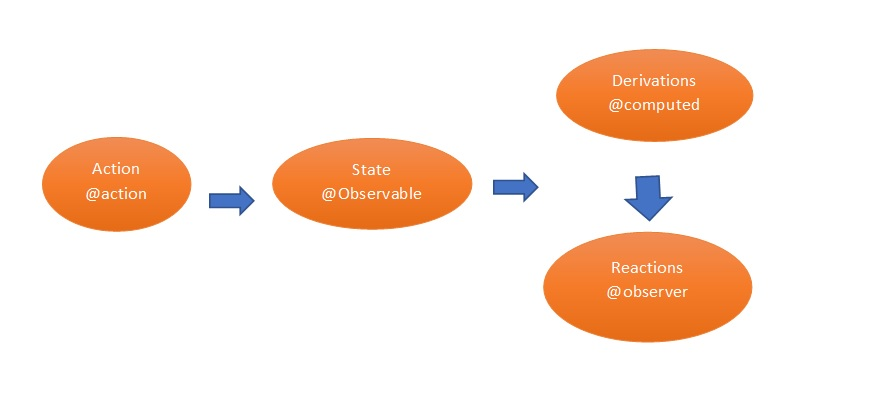 Action
@action
State
@Observable
Derivations
@computed
Reactions
@observer